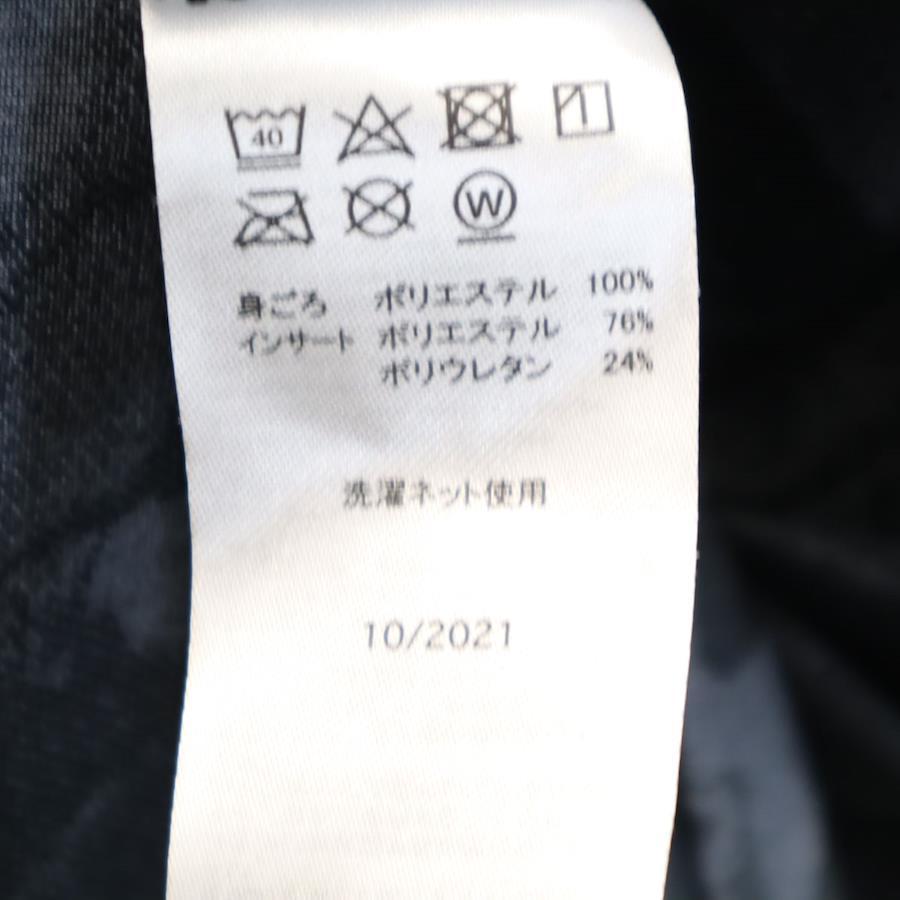 40
W
身ごろ ポリエステル 100%
インサート ポリエステル 76%
ポリウレタン 24%
洗濯ネット使用
10/2021